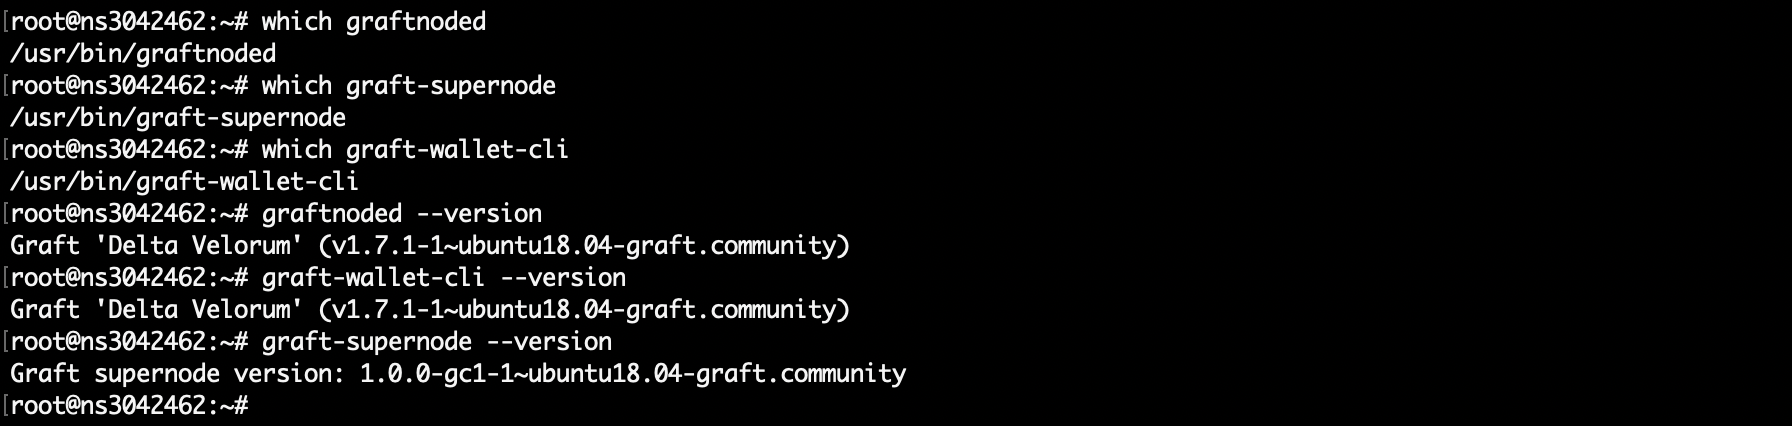 [root@ns3042462:~# which graftnoded
/usr/bin/graftnoded
[root@ns3042462:~# which graft-supernode
/usr/bin/graft-supernode
[root@ns3042462:~# which graft-wallet-cli
/usr/bin/graft-wallet-cli
[root@ns3042462:~# graftnoded --version
Graft 'Delta Velorum' (v1.7.1-1~ubuntu18.04-graft.community)
[root@ns3042462:~# graft-wallet-cli --version
Graft 'Delta Velorum' (v1.7.1-1~ubuntu18.04-graft.community)
[root@ns3042462:~# graft-supernode --version
Graft supernode version: 1.0.0-gc1-1~ubuntu18.04-graft.community
[root@ns3042462:~#